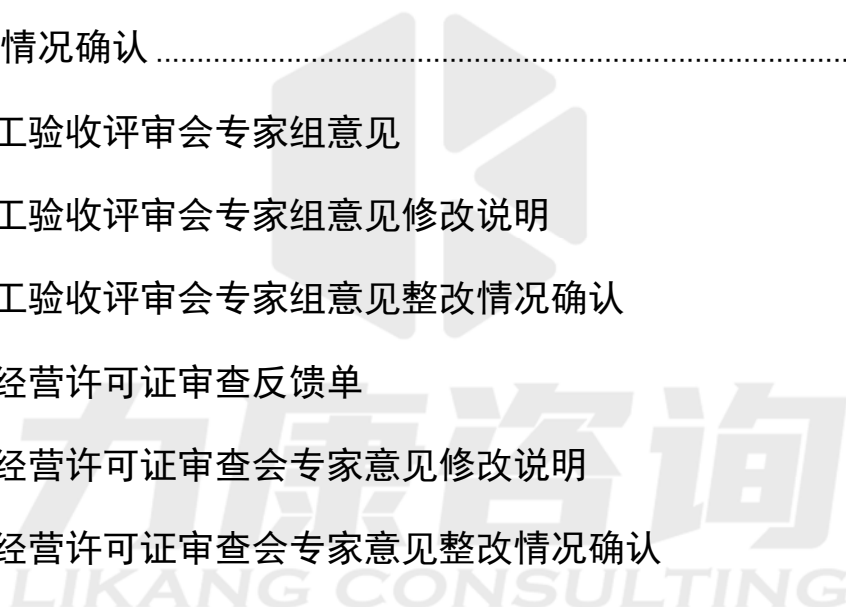 情况确认................................................................................
工验收评审会专家组意见
工验收评审会专家组意见修改说明
工验收评审会专家组意见整改情况确认
经营许可证审查反馈单
经营许可证审查会专家意见修改说明
经营许可证审查会专家意见整改情况确认
力康咨询
LIKANG CONSULTING